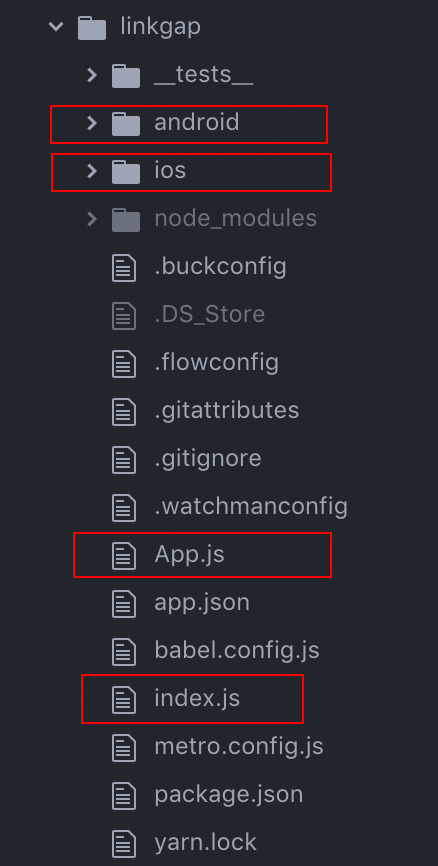 linkgap
__tests__
android
ios
node_modules
.buckconfig
.DS_Store
.flowconfig
.gitattributes
.gitignore
.watchmanconfig
App.js
app.json
babel.config.js
index.js
metro.config.js
package.json
yarn.lock